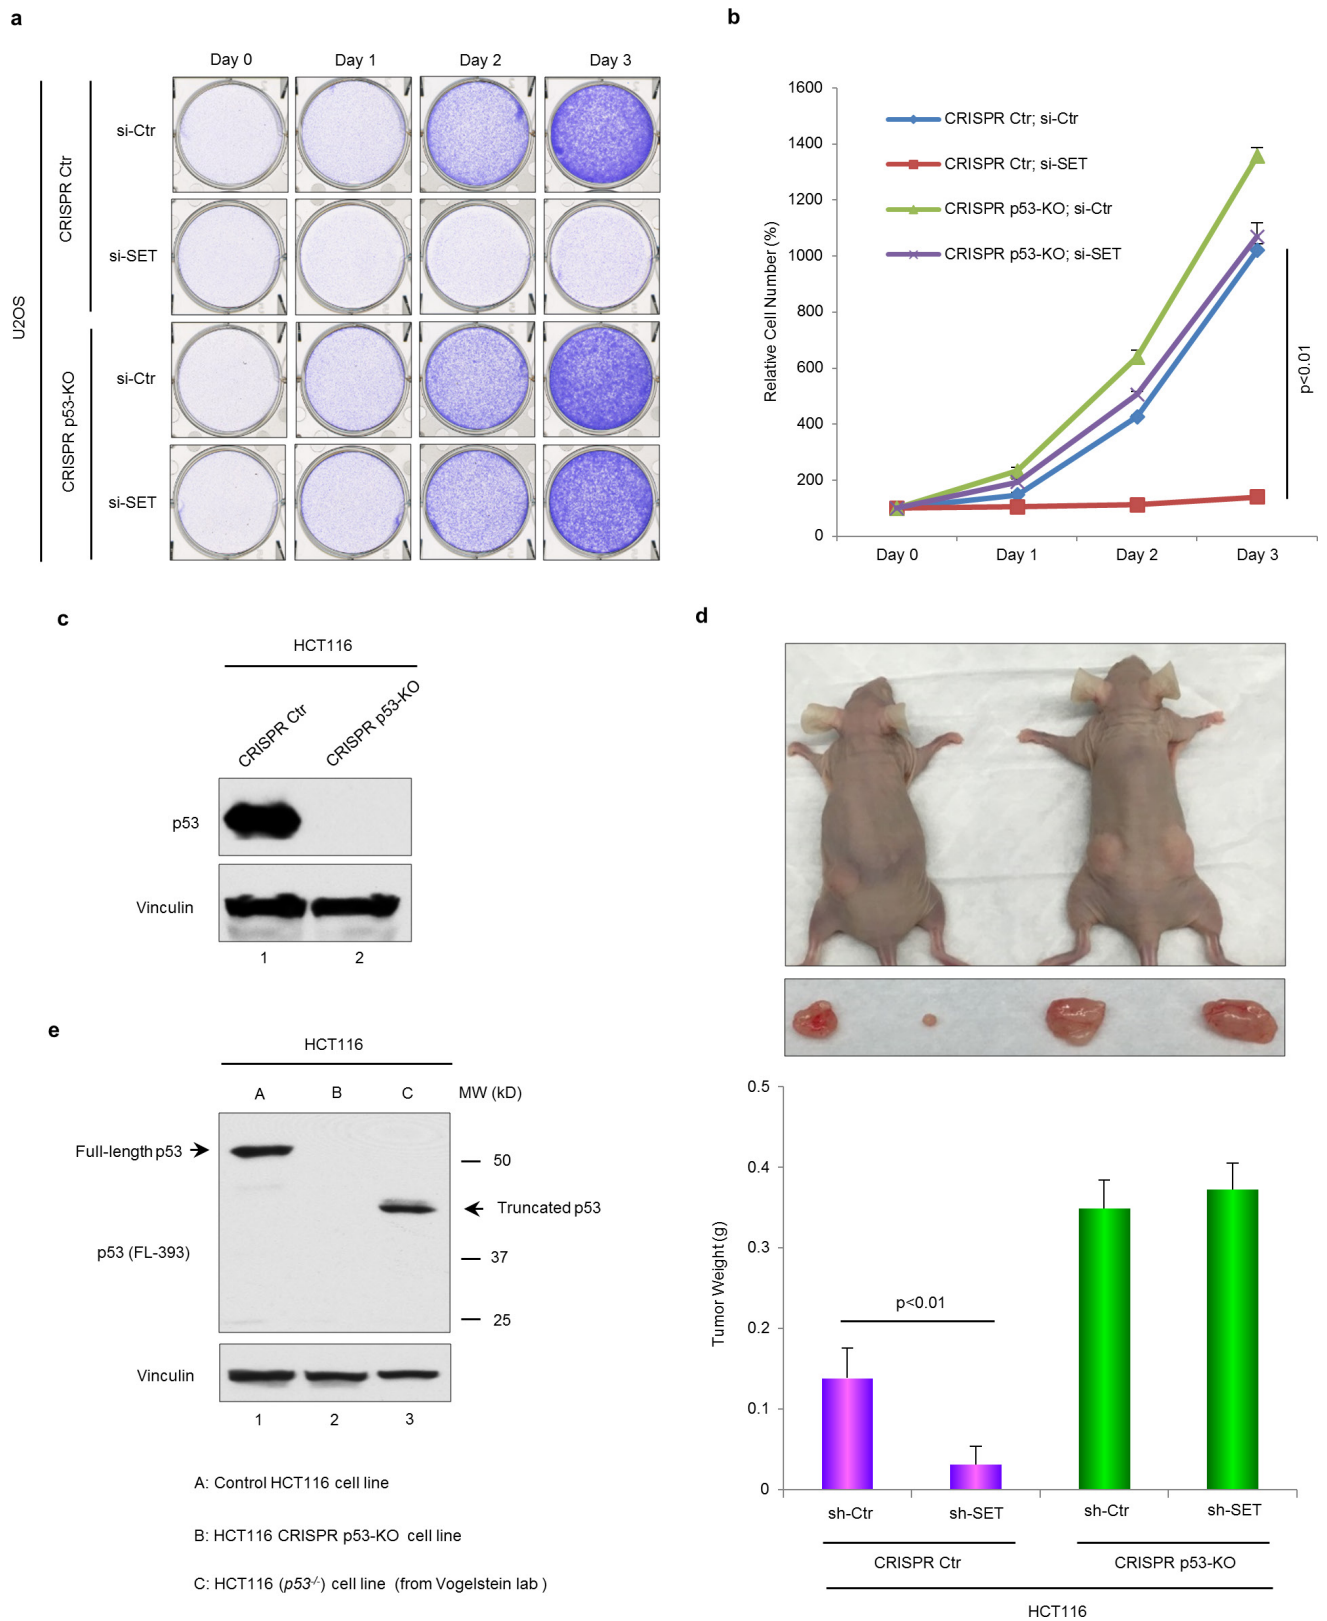 a
Day 0
Day 1
Day 2
Day 3
U2OS
CRISPR Ctr
si-Ctr
si-SET
CRISPR p53-KO
si-Ctr
si-SET
b
Relative Cell Number (%)
1600
1400
1200
1000
800
600
400
200
0
CRISPR Ctr; si-Ctr
CRISPR Ctr; si-SET
CRISPR p53-KO; si-Ctr
CRISPR p53-KO; si-SET
p<0.01
Day 0
Day 1
Day 2
Day 3
c
HCT116
CRISPR Ctr
CRISPR p53-KO
p53
Vinculin
1
2
d
Tumor Weight (g)
0.5
0.4
0.3
0.2
0.1
0
p<0.01
sh-Ctr
sh-SET
sh-Ctr
sh-SET
CRISPR Ctr
CRISPR p53-KO
HCT116
e
HCT116
A
B
C
MW (kD)
Full-length p53
50
Truncated p53
p53 (FL-393)
37
25
Vinculin
1
2
3
A: Control HCT116 cell line
B: HCT116 CRISPR p53-KO cell line
C: HCT116 (p53-/-) cell line (from Vogelstein lab )